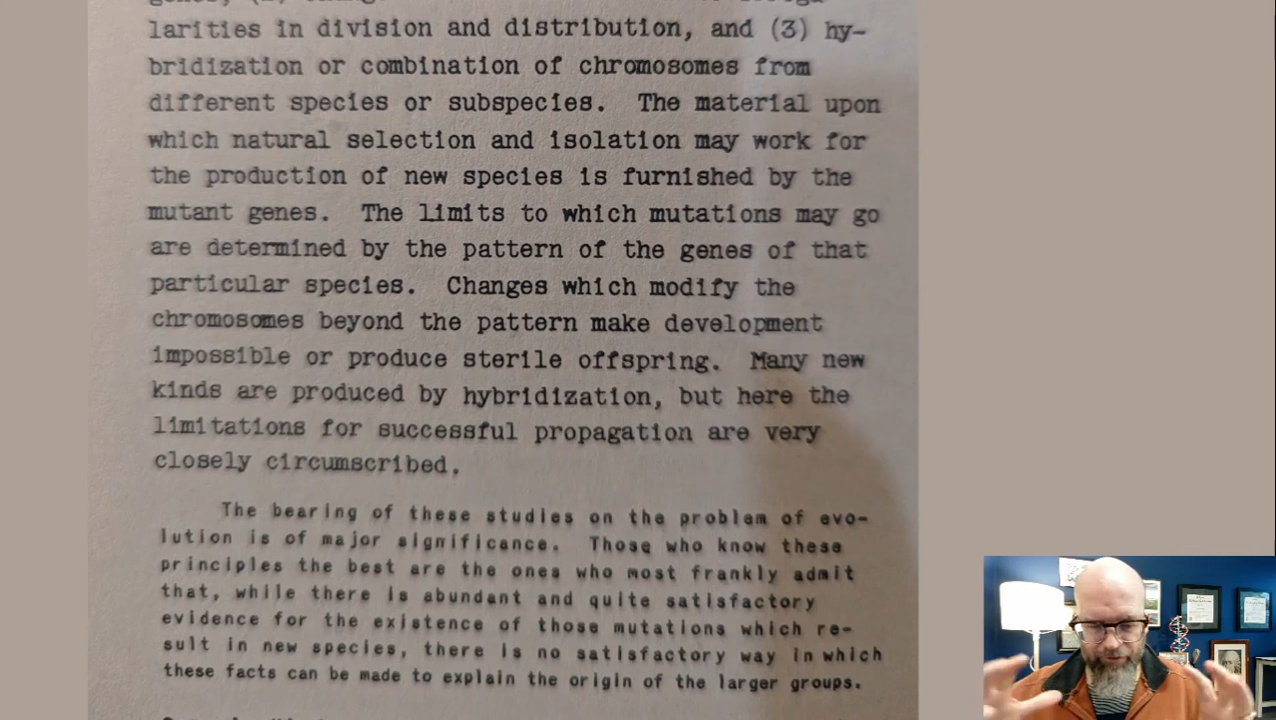 larities in division and distribution, and (3) hy-
bridization or combination of chromosomes from
different species or subspecies. The material upon
which natural selection and isolation may work for
the production of new species is furnished by the
mutant genes. The limits to which mutations may go
are determined by the pattern of the genes of that
particular species. Changes which modify the
chromosomes beyond the pattern make development
impossible or produce sterile offspring. Many new
kinds are produced by hybridization, but here the
limitations for successful propagation are very
closely circumscribed.
The bearing of these studies on the problem of evo-
lution is of major significance. Those who know these
principles the best are the ones who most frankly admit
that, while there is abundant and quite satisfactory
evidence for the existence of those mutations which re-
sult in new species, there is no satisfactory way in which
these facts can be made to explain the origin of the larger groups.